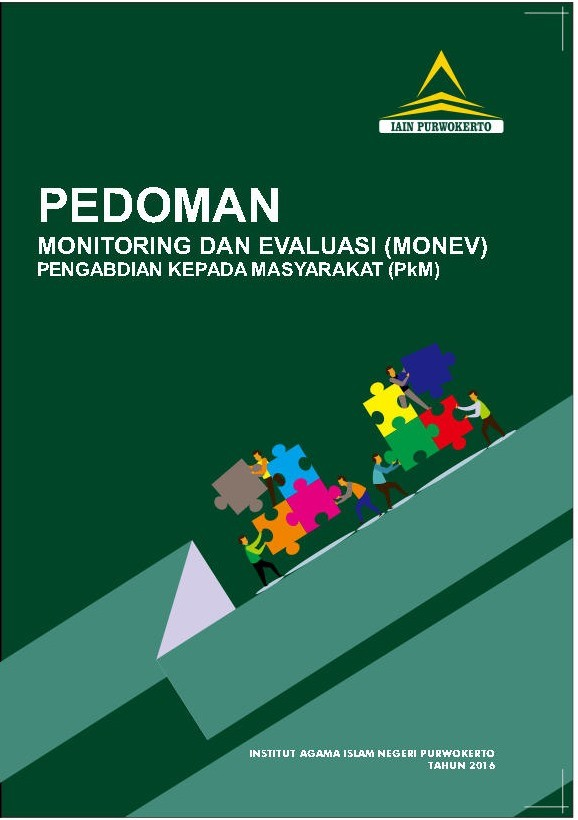 IAIN PURWOKERTO
PEDOMAN
MONITORING DAN EVALUASI (MONEV)
PENGABDIAN KEPADA MASYARAKAT (PkM)
INSTITUT AGAMA ISLAM NEGERI PURWOKERTO
TAHUN 2016